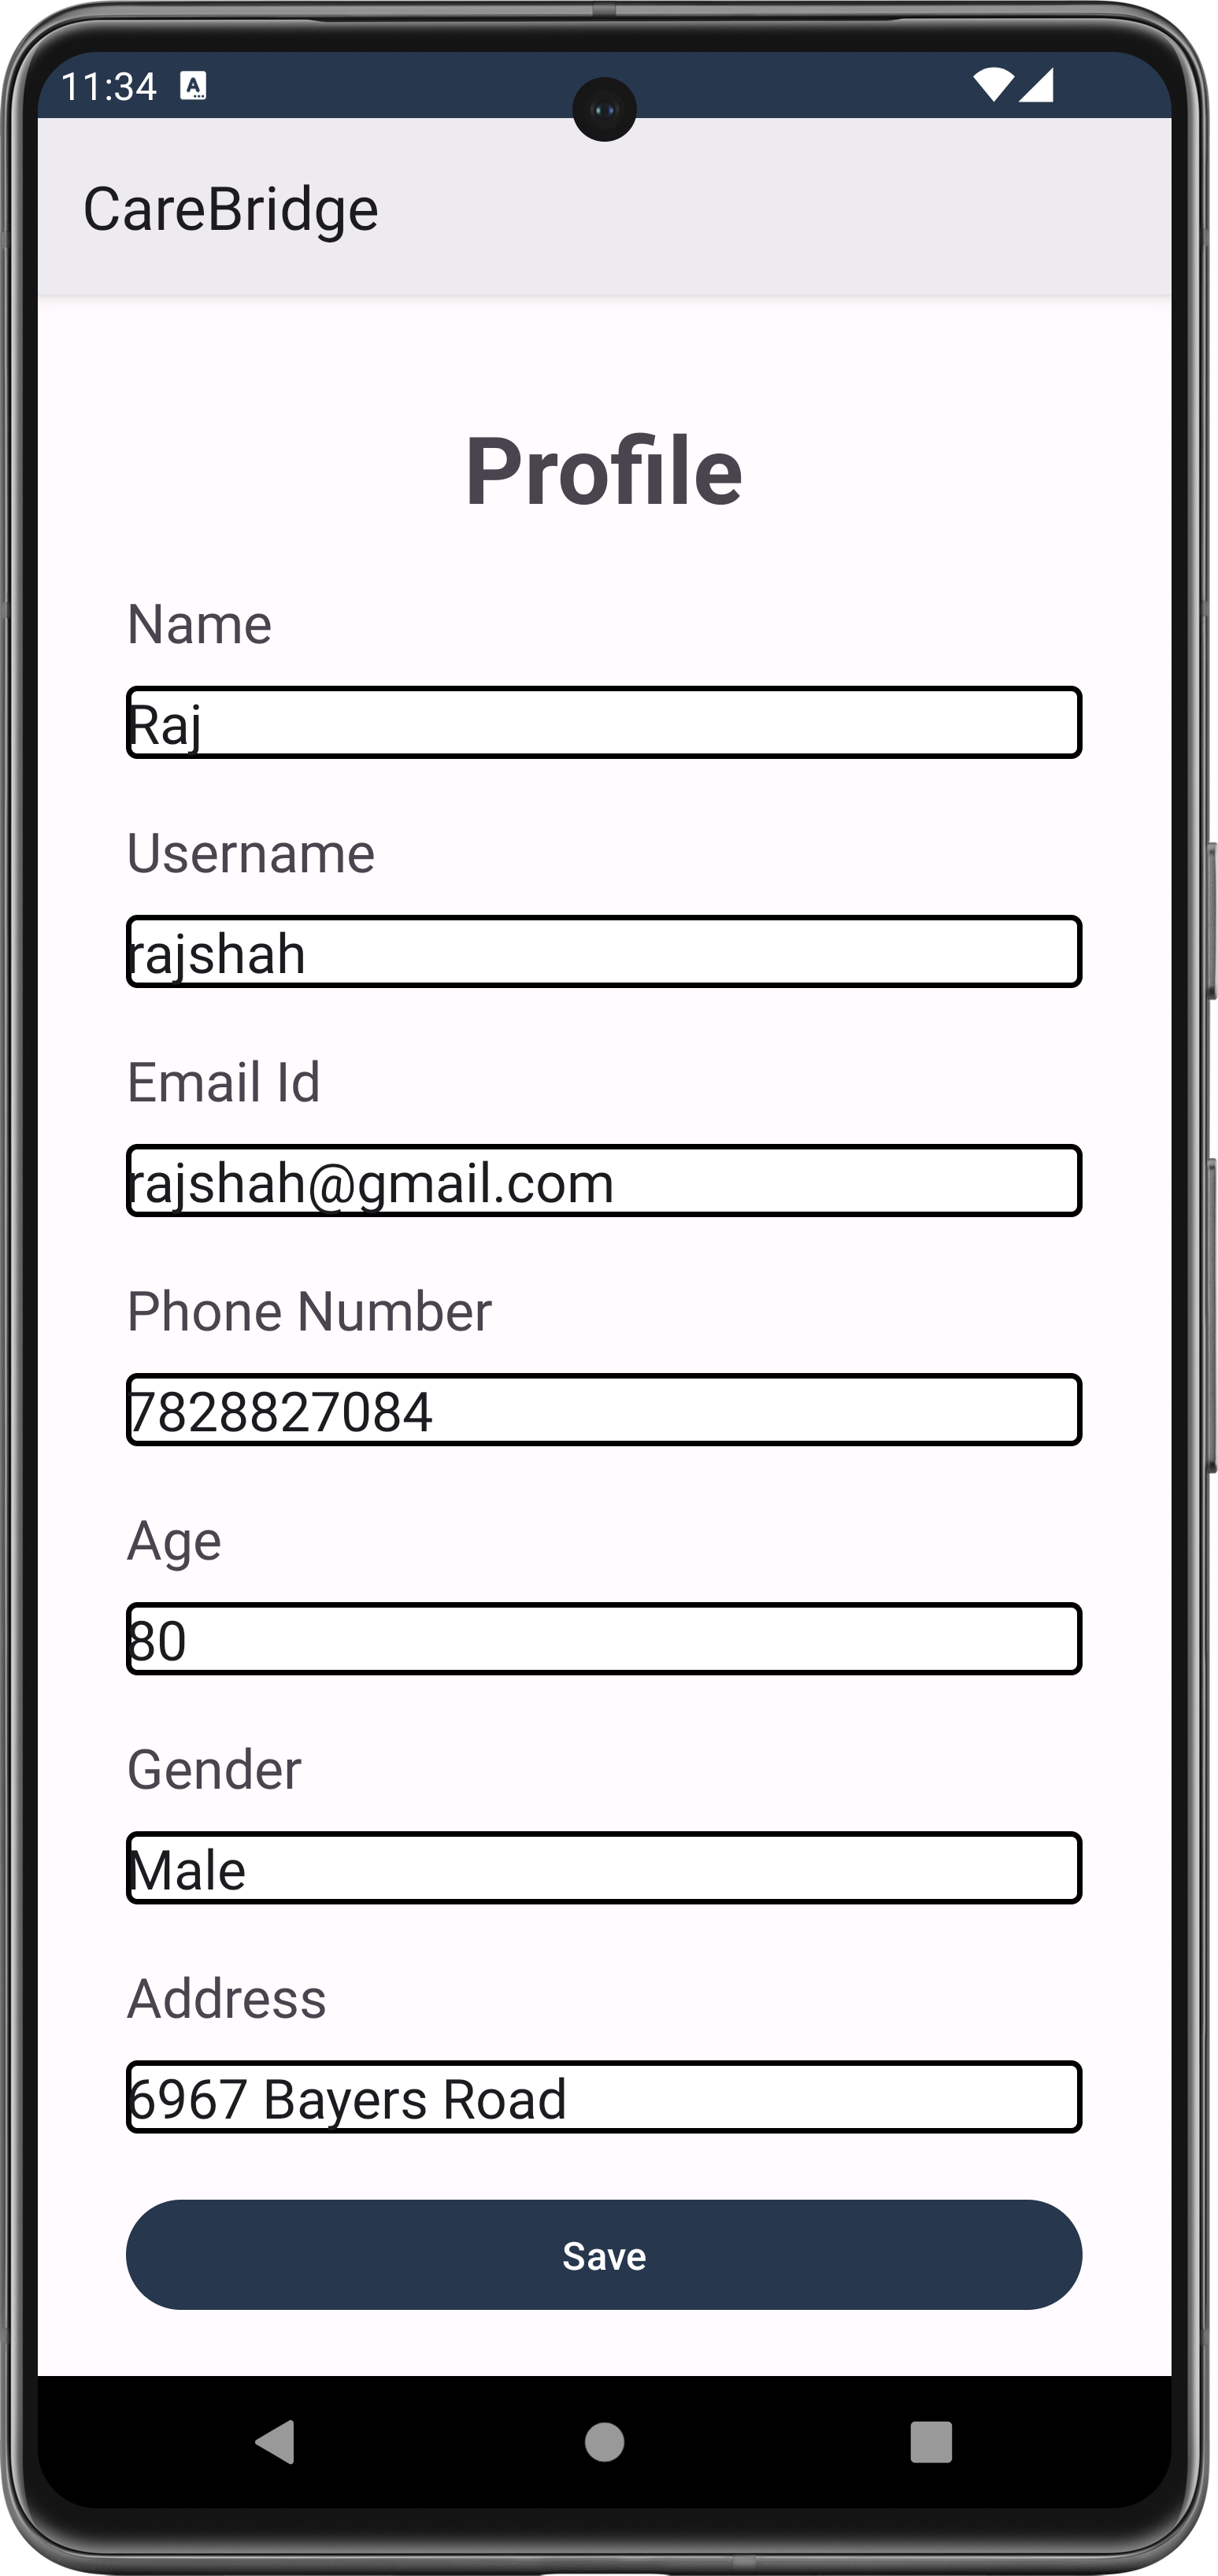 11:34
CareBridge
Profile
Name
Raj
Username
rajshah
Email Id
rajshah@gmail.com
Phone Number
7828827084
Age
80
Gender
Male
Address
6967 Bayers Road
Save